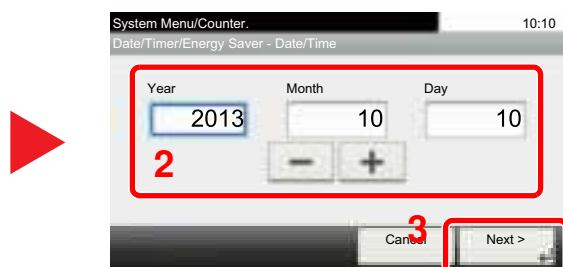 System Menu/Counter. 10:10
Date/Timer/Energy Saver - Date/Time
Year Month Day
2013 10 10
2 − +
3
Cancel Next >